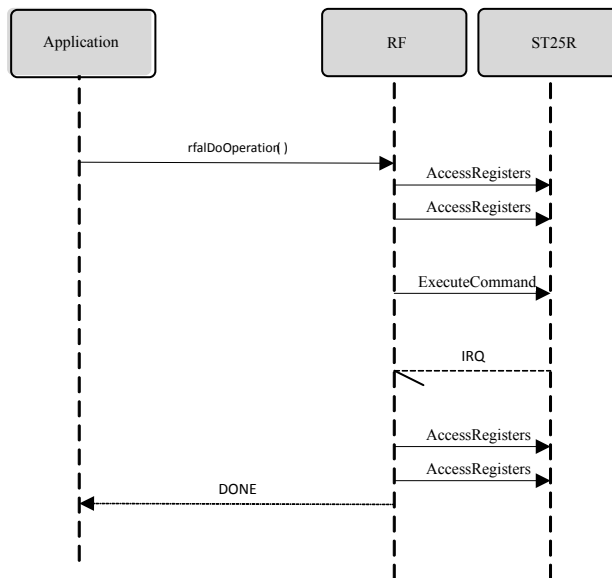 Application
RF
ST25R
rfalDoOperation( )
AccessRegisters
AccessRegisters
ExecuteCommand
IRQ
AccessRegisters
AccessRegisters
DONE